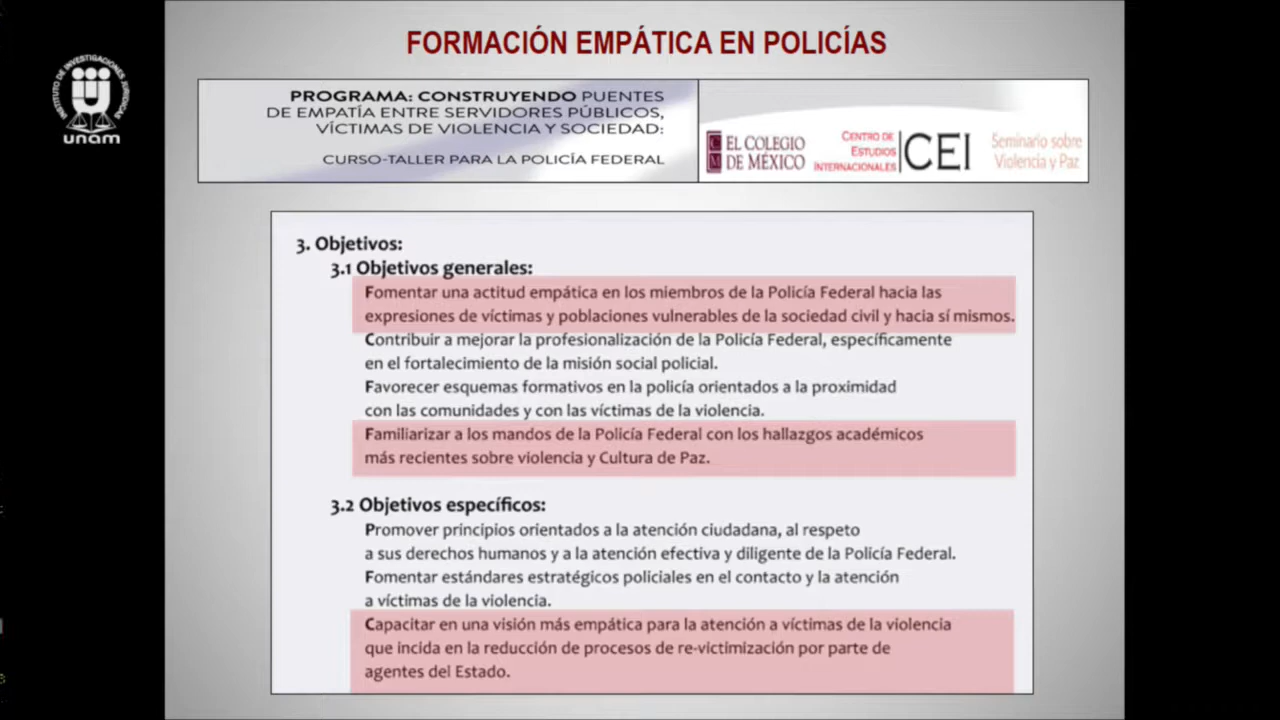 FORMACIÓN EMPÁTICA EN POLICÍAS
INSTITUTO DE INVESTIGACIONES JURÍDICAS
unam
PROGRAMA: CONSTRUYENDO PUENTES
DE EMPATÍA ENTRE SERVIDORES PÚBLICOS,
VÍCTIMAS DE VIOLENCIA Y SOCIEDAD:
CURSO-TALLER PARA LA POLICÍA FEDERAL
CM
EL COLEGIO
DE MÉXICO
CENTRO DE
ESTUDIOS
INTERNACIONALES
CEI
Seminario sobre
Violencia y Paz
3. Objetivos:
3.1 Objetivos generales:
Fomentar una actitud empática en los miembros de la Policía Federal hacia las
expresiones de víctimas y poblaciones vulnerables de la sociedad civil y hacia sí mismos.
Contribuir a mejorar la profesionalización de la Policía Federal, específicamente
en el fortalecimiento de la misión social policial.
Favorecer esquemas formativos en la policía orientados a la proximidad
con las comunidades y con las víctimas de la violencia.
Familiarizar a los mandos de la Policía Federal con los hallazgos académicos
más recientes sobre violencia y Cultura de Paz.
3.2 Objetivos específicos:
Promover principios orientados a la atención ciudadana, al respeto
a sus derechos humanos y a la atención efectiva y diligente de la Policía Federal.
Fomentar estándares estratégicos policiales en el contacto y la atención
a víctimas de la violencia.
Capacitar en una visión más empática para la atención a víctimas de la violencia
que incida en la reducción de procesos de re-victimización por parte de
agentes del Estado.